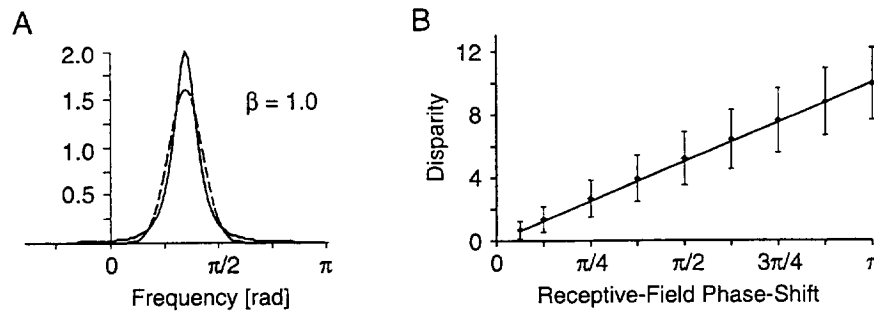 A
2.0
1.5
1.0
0.5
β = 1.0
0
π/2
π
Frequency [rad]
B
12
8
4
0
Disparity
0
π/4
π/2
3π/4
π
Receptive-Field Phase-Shift